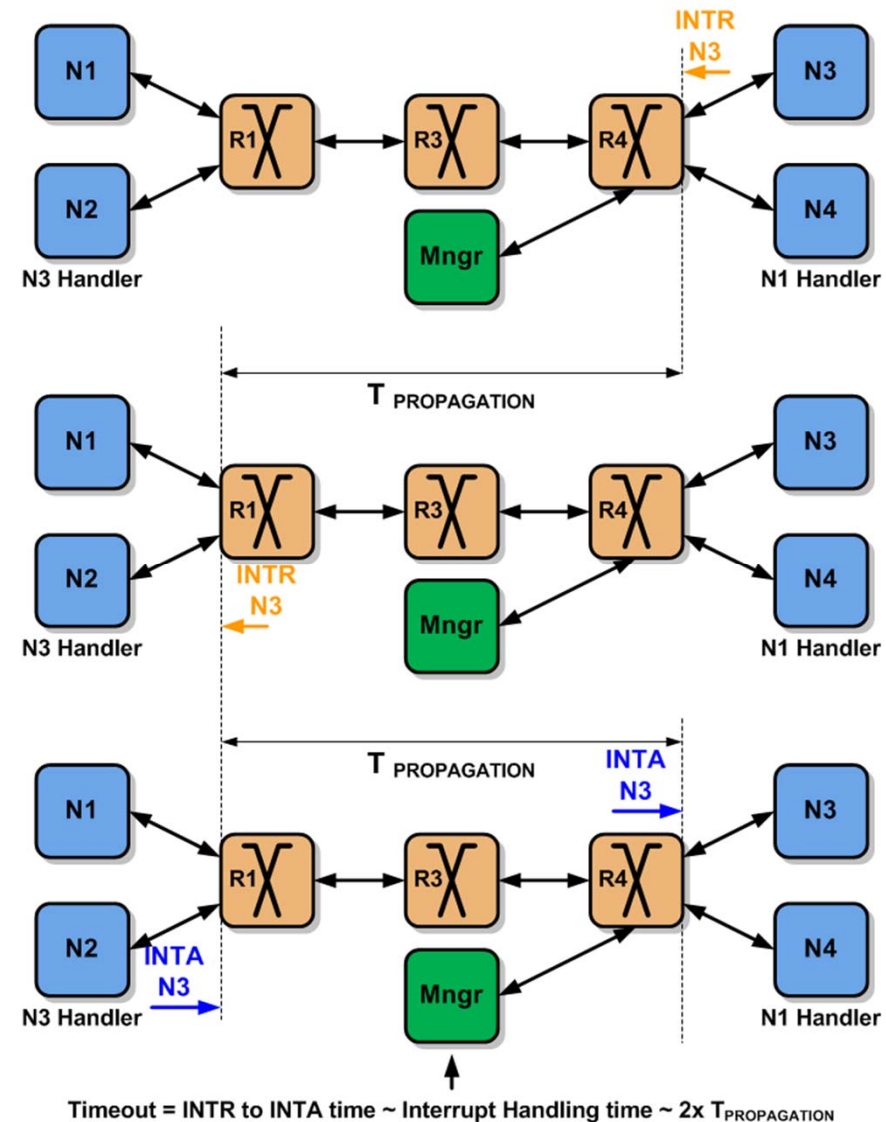 INTR
N3
N1
N3
R1
R3
R4
N2
N4
Mngr
N3 Handler
N1 Handler
T PROPAGATION
N1
N3
R1
R3
R4
N2
N4
INTR
N3
Mngr
N3 Handler
N1 Handler
T PROPAGATION
INTA
N3
N1
N3
R1
R3
R4
N2
N4
INTA
N3
Mngr
N3 Handler
N1 Handler
Timeout = INTR to INTA time ~ Interrupt Handling time ~ 2x TPROPAGATION